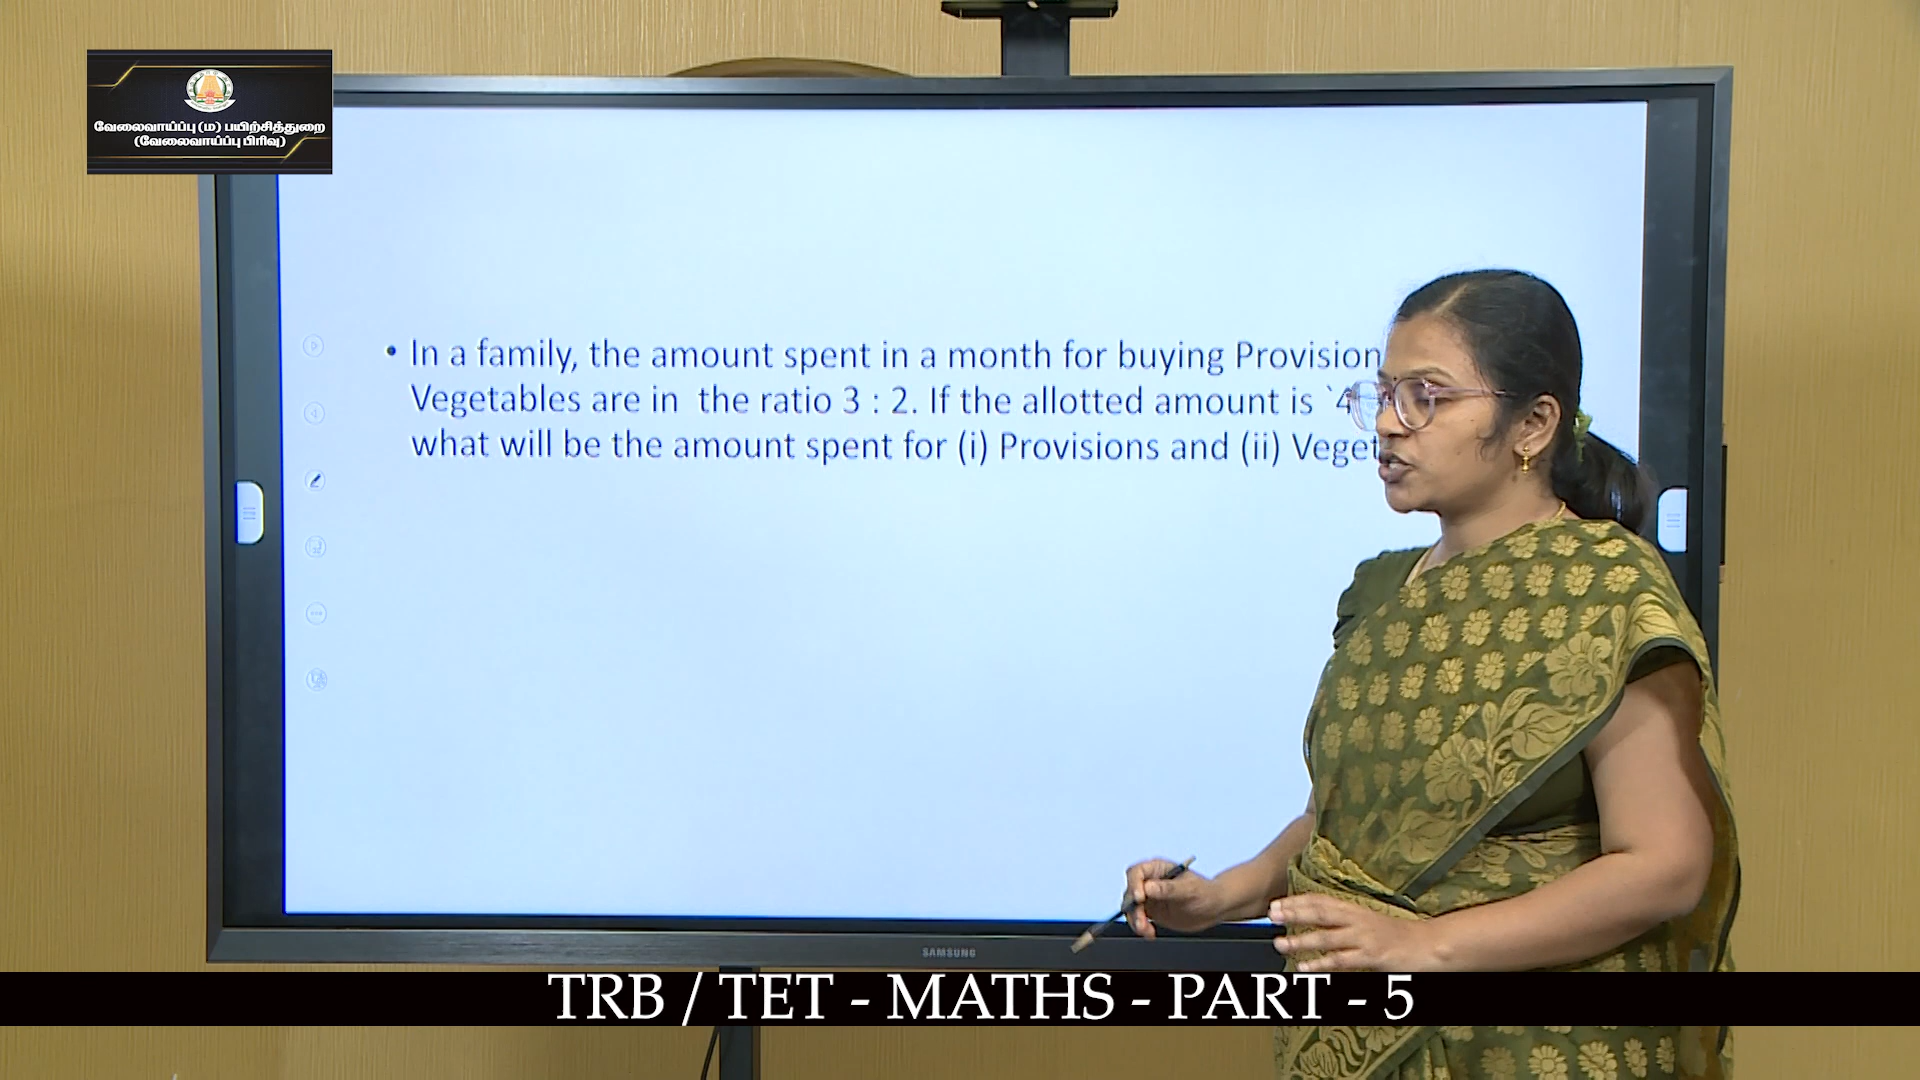 வேலைவாய்ப்பு (ம) பயிற்சித்துறை
(வேலைவாய்ப்பு பிரிவு)
• In a family, the amount spent in a month for buying Provision
Vegetables are in the ratio 3 : 2. If the allotted amount is `4
what will be the amount spent for (i) Provisions and (ii) Veget
SAMSUNG
TRB / TET - MATHS - PART - 5